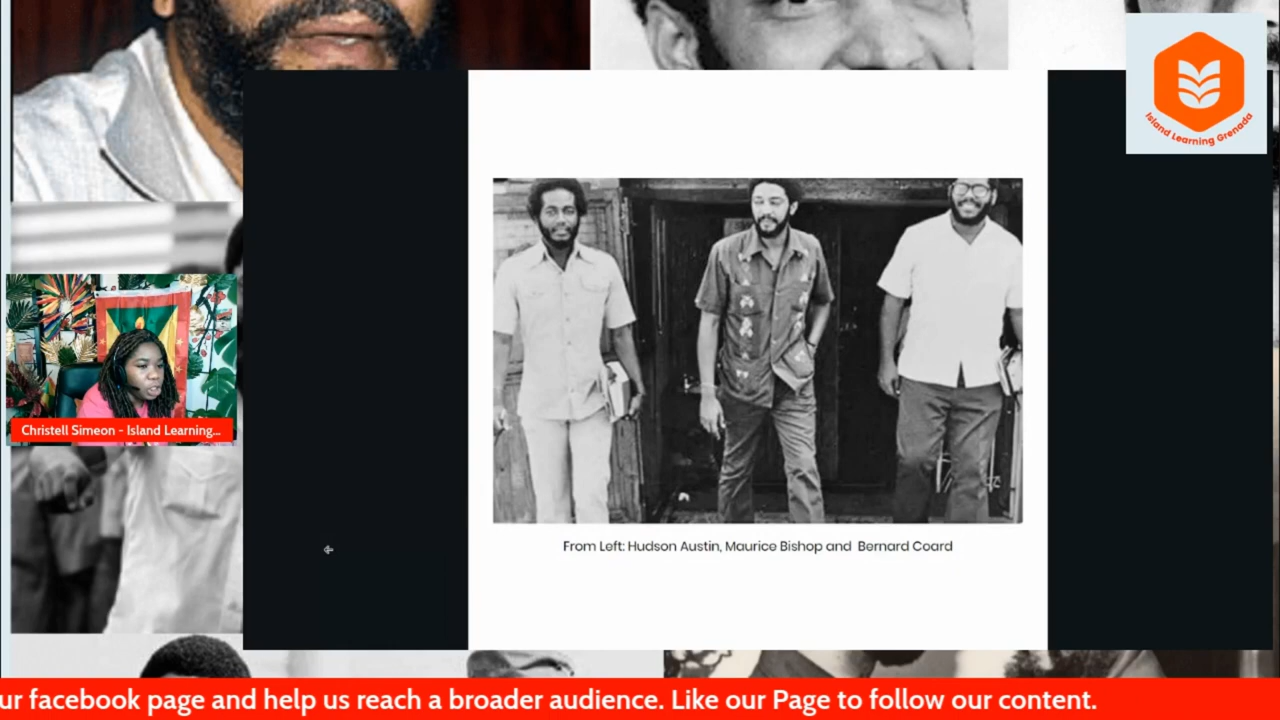 Island Learning Grenada
Christell Simeon - Island Learning...
From Left: Hudson Austin, Maurice Bishop and Bernard Coard
ur facebook page and help us reach a broader audience. Like our Page to follow our content.